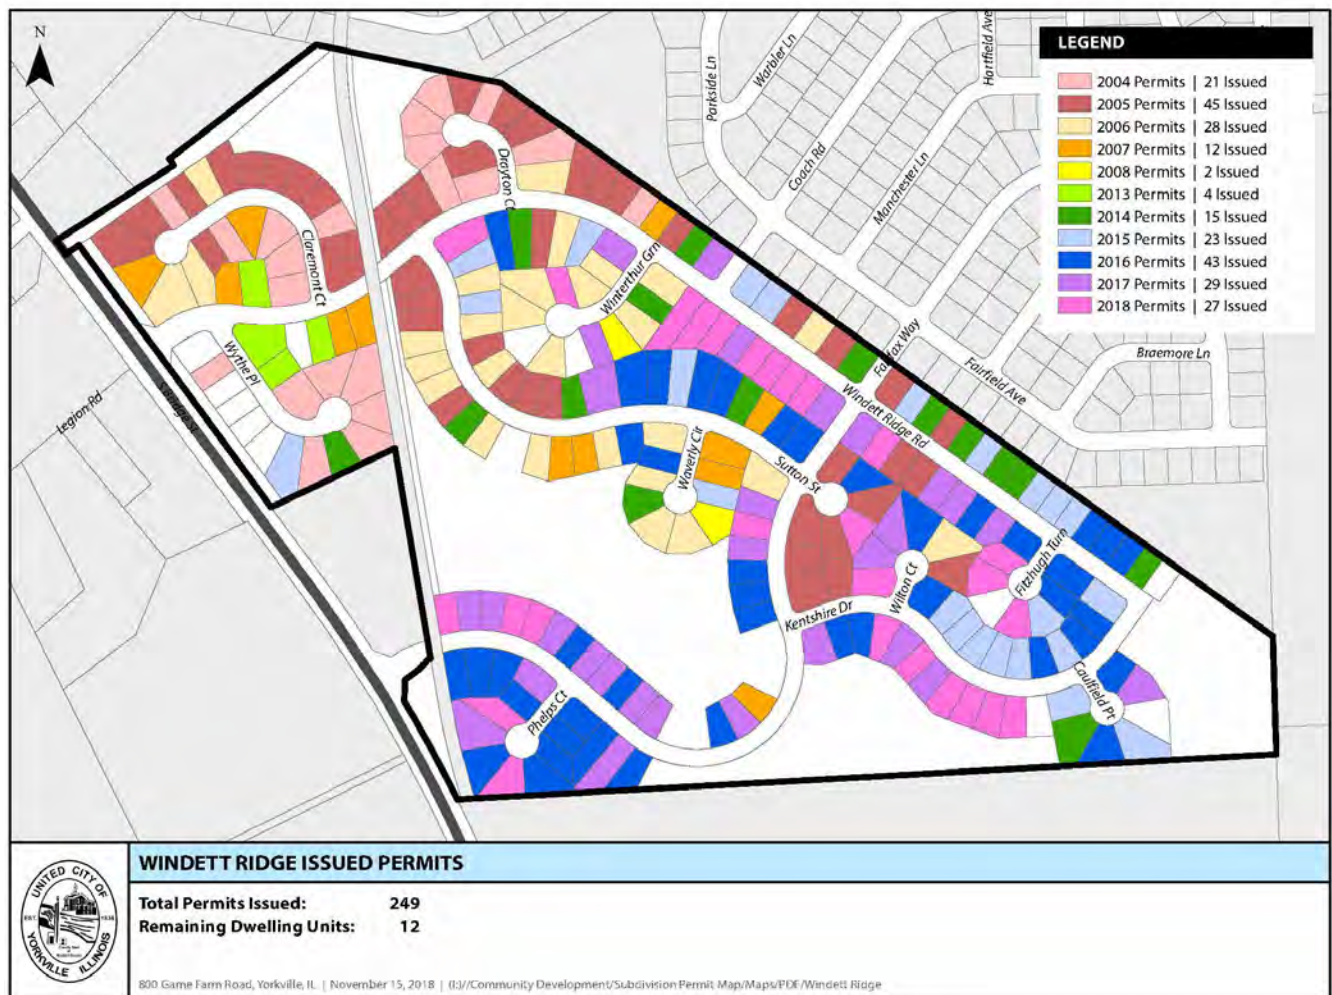 N
LEGEND
2004 Permits | 21 Issued
2005 Permits | 45 Issued
2006 Permits | 28 Issued
2007 Permits | 12 Issued
2008 Permits | 2 Issued
2013 Permits | 4 Issued
2014 Permits | 15 Issued
2015 Permits | 23 Issued
2016 Permits | 43 Issued
2017 Permits | 29 Issued
2018 Permits | 27 Issued
Parkside Ln
Warbler Ln
Hartfield Ave
Coach Rd
Manchester Ln
Drayton Ct
Claremont Ct
Winterthur Grn
Fairfax Way
Braemore Ln
Fairfield Ave
Wythe Pl
Legion Rd
Windett Ridge Rd
Waverly Cir
Sutton St
Fitzhugh Turn
Wilton Ct
Kentshire Dr
Caulfield Pt
Phelps Ct
WINDETT RIDGE ISSUED PERMITS
Total Permits Issued: 249
Remaining Dwelling Units: 12
UNITED CITY OF
EST. 1836
YORKVILLE ILLINOIS
800 Game Farm Road, Yorkville, IL | November 15, 2018 | (I://Community Development/Subdivision Permit Map/Maps/PDF/Windett Ridge